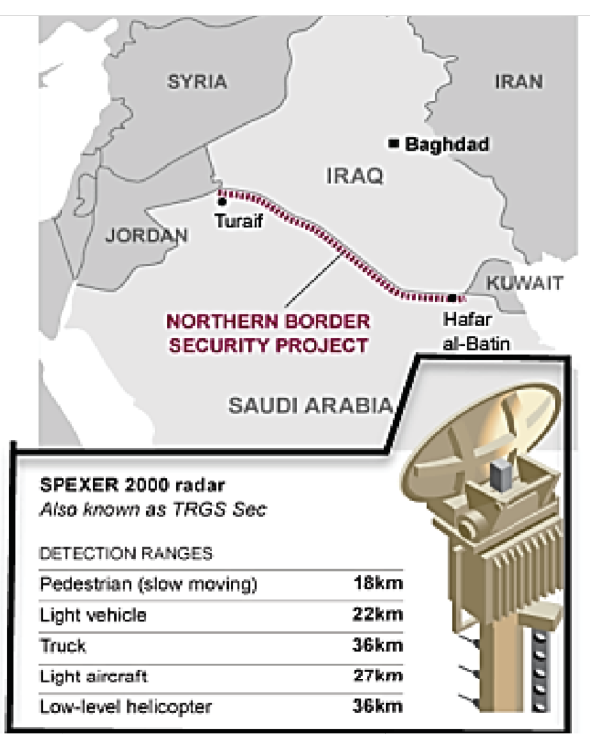 SYRIA
IRAN
Baghdad
IRAQ
Turaif
JORDAN
KUWAIT
NORTHERN BORDER
SECURITY PROJECT
Hafar
al-Batin
SAUDI ARABIA
SPEXER 2000 radar
Also known as TRGS Sec
DETECTION RANGES
Pedestrian (slow moving) 18km
Light vehicle 22km
Truck 36km
Light aircraft 27km
Low-level helicopter 36km